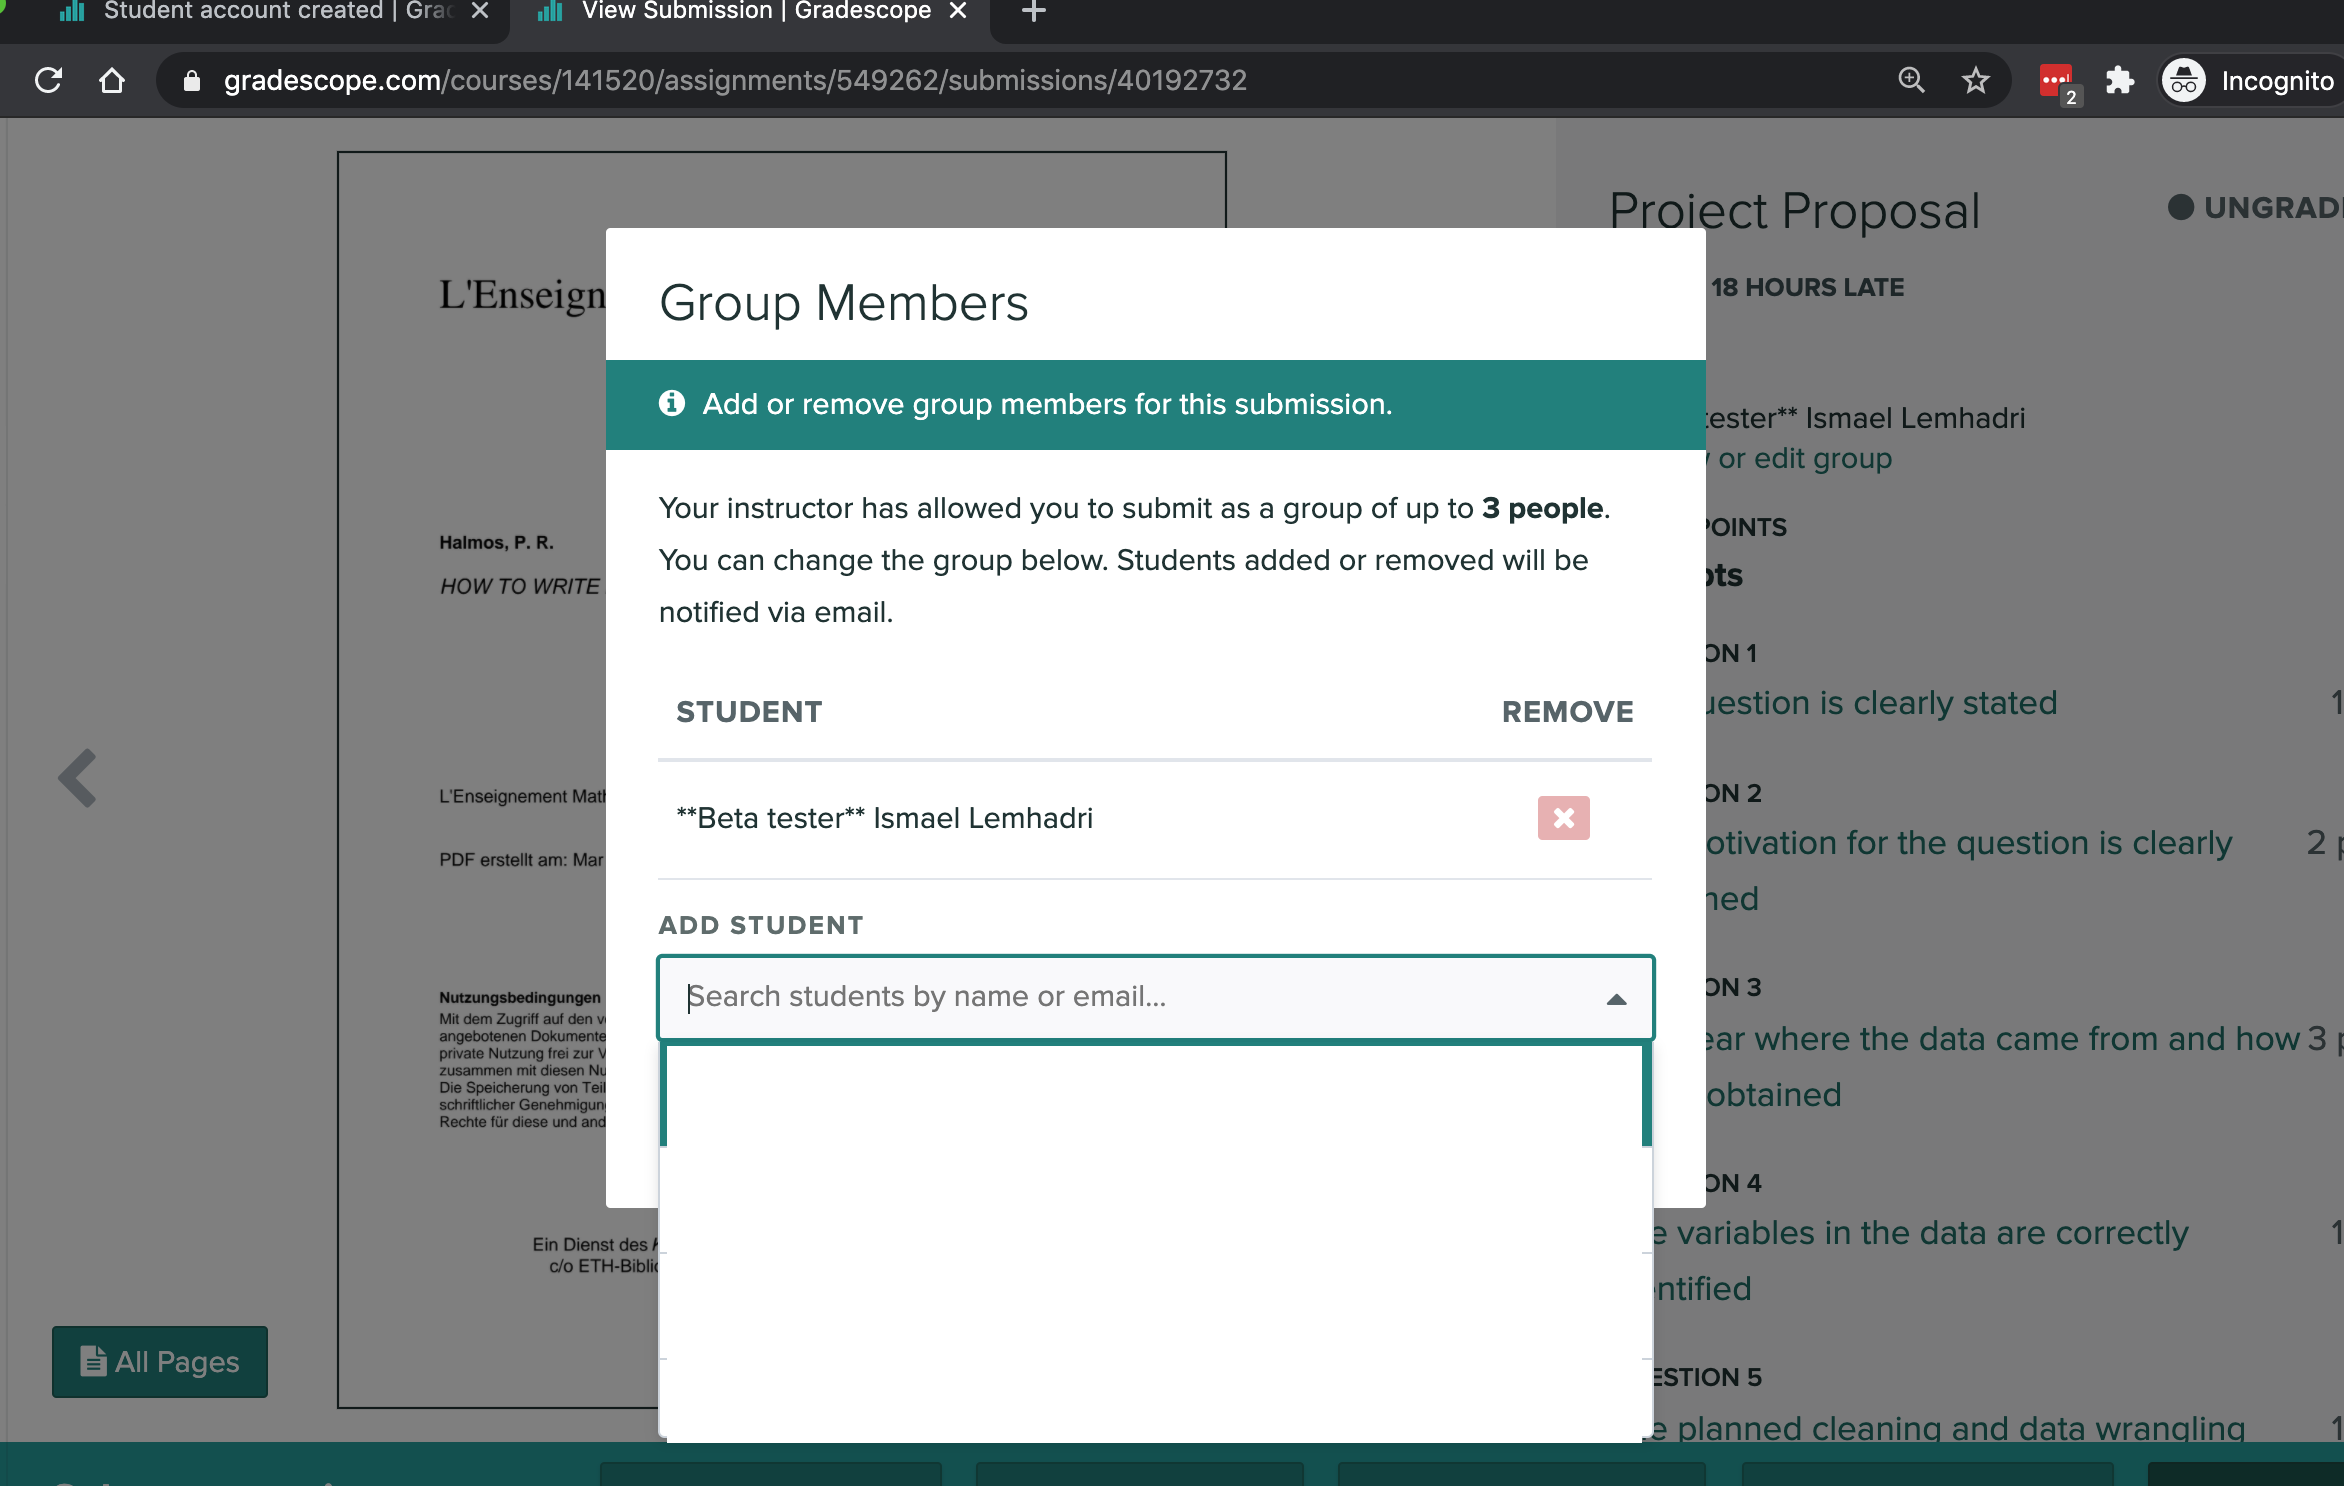 Student account created | Grad
View Submission | Gradescope
gradescope.com/courses/141520/assignments/549262/submissions/40192732
2
Incognito
L'Enseign
Halmos, P. R.
HOW TO WRITE
L'Enseignement Math
PDF erstellt am: Mar
Nutzungsbedingungen
Mit dem Zugriff auf den v
angebotenen Dokumente
private Nutzung frei zur V
zusammen mit diesen Nu
Die Speicherung von Teil
schriftlicher Genehmigun
Rechte für diese und and
Ein Dienst des
c/o ETH-Biblio
All Pages
Group Members
Add or remove group members for this submission.
Your instructor has allowed you to submit as a group of up to 3 people.
You can change the group below. Students added or removed will be
notified via email.
STUDENT REMOVE
**Beta tester** Ismael Lemhadri
ADD STUDENT
Search students by name or email...
Project Proposal
UNGRAD
18 HOURS LATE
tester** Ismael Lemhadri
or edit group
POINTS
pts
ON 1
uestion is clearly stated 1
ON 2
otivation for the question is clearly 2 p
ned
ON 3
ear where the data came from and how 3 p
obtained
ON 4
e variables in the data are correctly 1
entified
ESTION 5
e planned cleaning and data wrangling 1